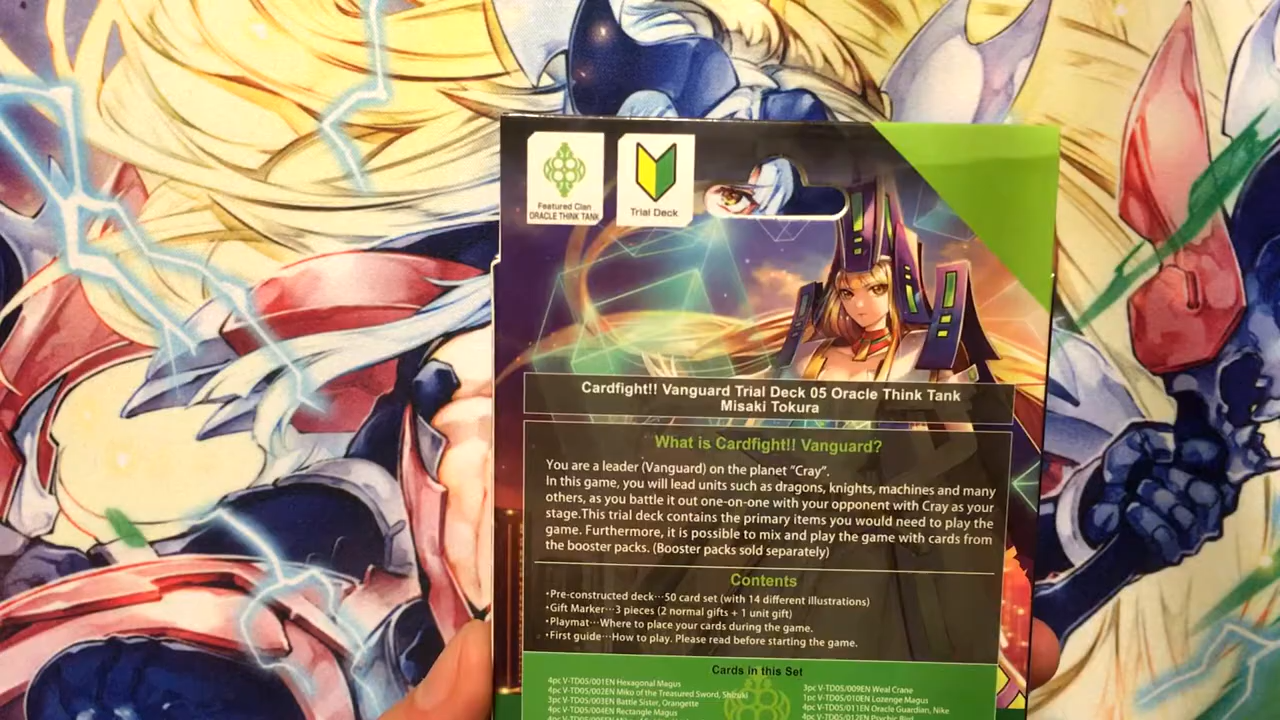 Featured Clan
ORACLE THINK TANK
Trial Deck
Cardfight!! Vanguard Trial Deck 05 Oracle Think Tank
Misaki Tokura
What is Cardfight!! Vanguard?
You are a leader (Vanguard) on the planet “Cray”.
In this game, you will lead units such as dragons, knights, machines and many
others, as you battle it out one-on-one with your opponent with Cray as your
stage.This trial deck contains the primary items you would need to play the
game. Furthermore, it is possible to mix and play the game with cards from
the booster packs. (Booster packs sold separately)
Contents
•Pre-constructed deck⋯50 card set (with 14 different illustrations)
•Gift Marker⋯3 pieces (2 normal gifts + 1 unit gift)
•Playmat⋯Where to place your cards during the game.
•First guide⋯How to play. Please read before starting the game.
Cards in this Set
4pc V-TD05/001EN Hexagonal Magus
4pc V-TD05/002EN Miko of the Treasured Sword, Shizuki
3pc V-TD05/003EN Battle Sister, Orangette
4pc V-TD05/004EN Rectangle Magus
3pc V-TD05/009EN Weal Crane
1pc V-TD05/010EN Lozenge Magus
4pc V-TD05/011EN Oracle Guardian, Nike
4pc V-TD05/012EN Psychic Bird